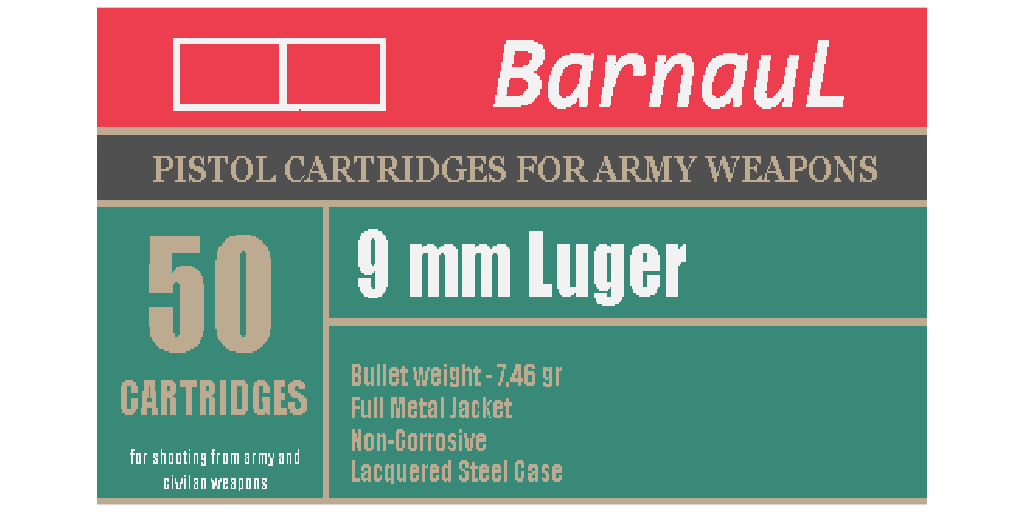 BarnauL
PISTOL CARTRIDGES FOR ARMY WEAPONS
50
CARTRIDGES
for shooting from army and
civilan weapons
9 mm Luger
Bullet weight - 7,46 gr
Full Metal Jacket
Non-Corrosive
Lacquered Steel Case